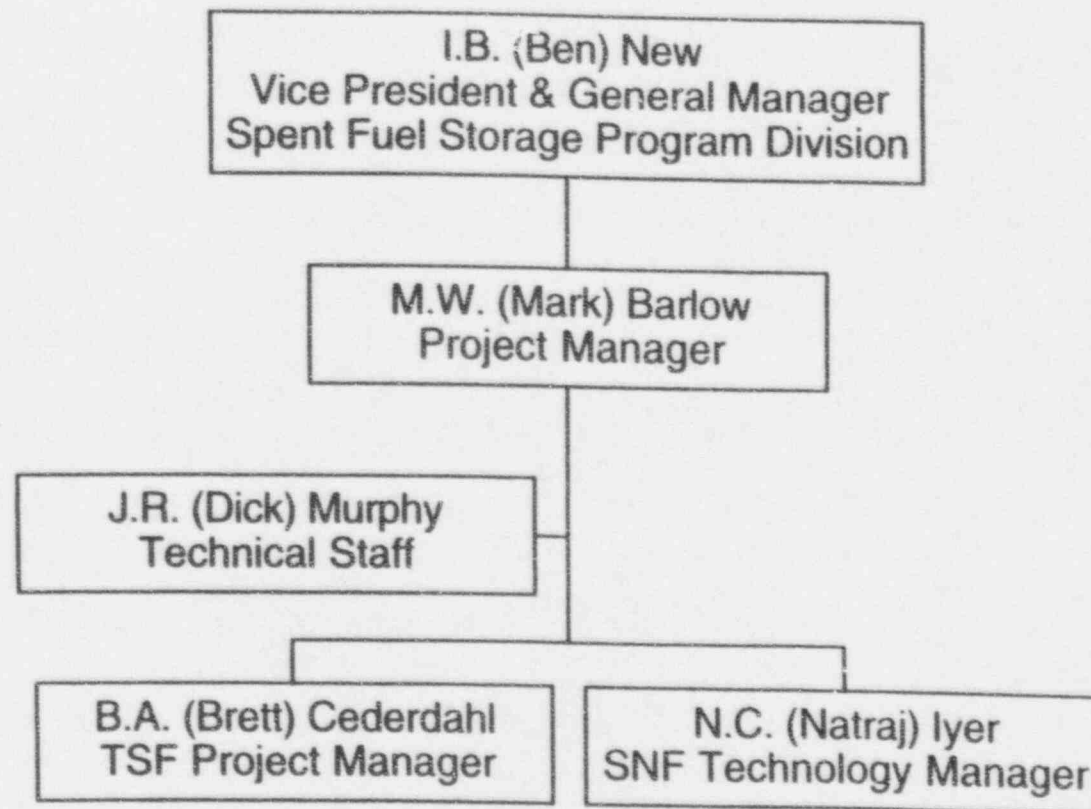 I.B. (Ben) New
Vice President & General Manager
Spent Fuel Storage Program Division
M.W. (Mark) Barlow
Project Manager
J.R. (Dick) Murphy
Technical Staff
B.A. (Brett) Cederdahl
TSF Project Manager
N.C. (Natraj) Iyer
SNF Technology Manager